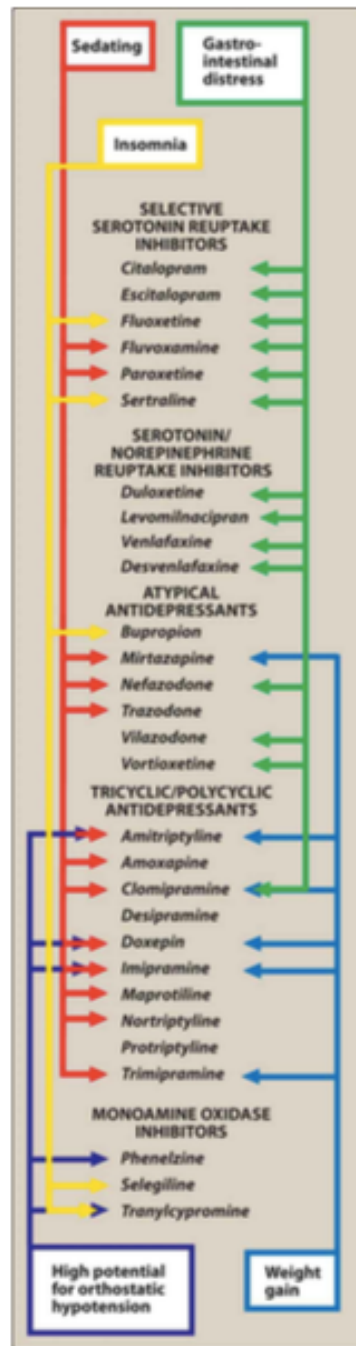 Sedating
Gastro-
intestinal
distress
Insomnia
SELECTIVE
SEROTONIN REUPTAKE
INHIBITORS
Citalopram
Escitalopram
Fluoxetine
Fluvoxamine
Paroxetine
Sertraline
SEROTONIN/
NOREPINEPHRINE
REUPTAKE INHIBITORS
Duloxetine
Levomilnacipran
Venlafaxine
Desvenlafaxine
ATYPICAL
ANTIDEPRESSANTS
Bupropion
Mirtazapine
Nefazodone
Trazodone
Vilazodone
Vortioxetine
TRICYCLIC/POLYCYCLIC
ANTIDEPRESSANTS
Amitriptyline
Amoxapine
Clomipramine
Desipramine
Doxepin
Imipramine
Maprotiline
Nortriptyline
Protriptyline
Trimipramine
MONOAMINE OXIDASE
INHIBITORS
Phenelzine
Selegiline
Tranylcypromine
High potential
for orthostatic
hypotension
Weight
gain